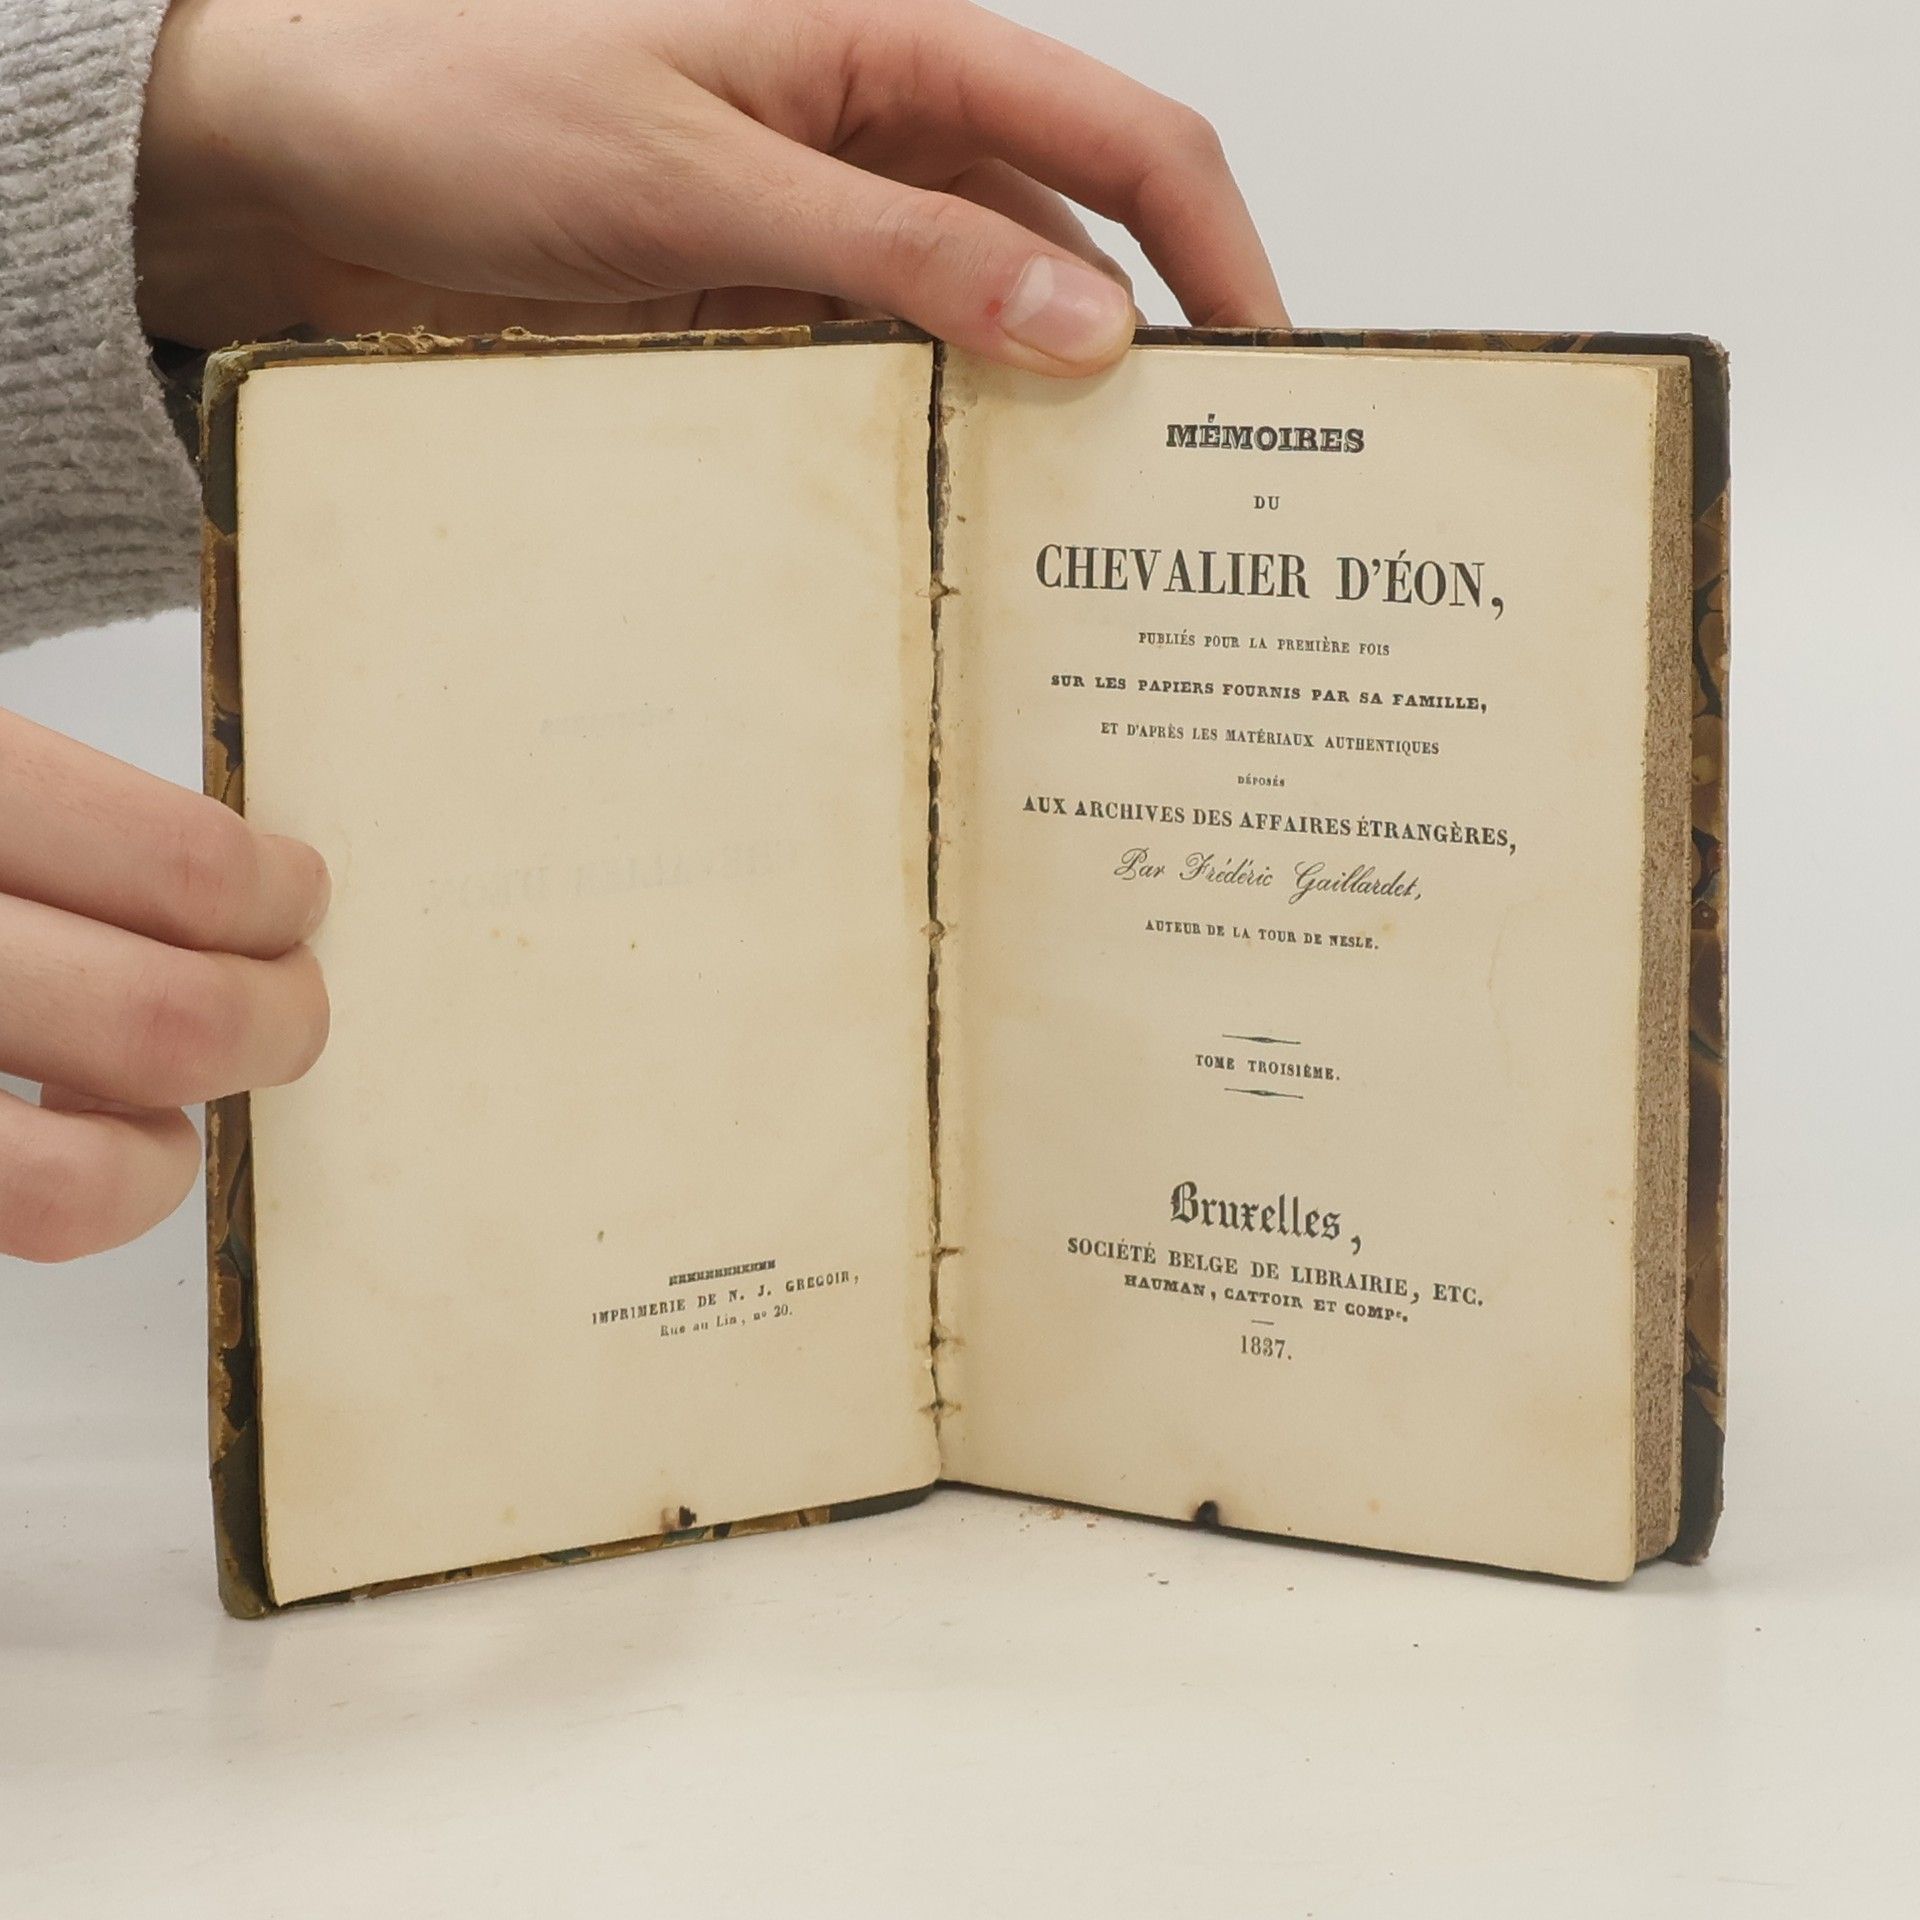 IMPRIMERIE DE N. J. GREGOIR,
Rue au Lin, nº 20.
MÉMOIRES
DU
CHEVALIER D'ÉON,
PUBLIÉS POUR LA PREMIÈRE FOIS
SUR LES PAPIERS FOURNIS PAR SA FAMILLE,
ET D'APRÈS LES MATÉRIAUX AUTHENTIQUES
DÉPOSÉS
AUX ARCHIVES DES AFFAIRES ÉTRANGÈRES,
Par Frédéric Gaillardet,
AUTEUR DE LA TOUR DE NESLE.
TOME TROISIÈME.
Bruxelles,
SOCIÉTÉ BELGE DE LIBRAIRIE, ETC.
HAUMAN, CATTOIR ET COMPᵉ.
1837.